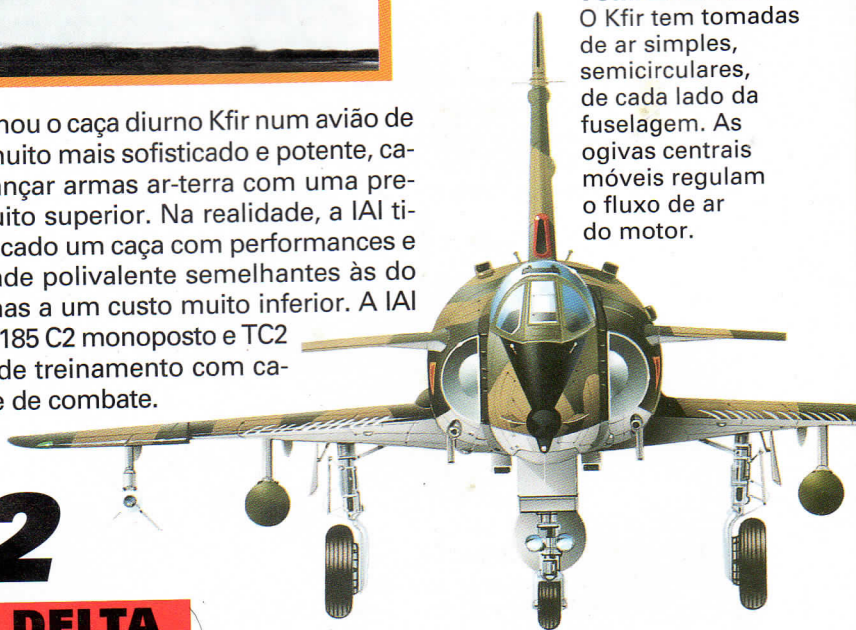 nou o caça diurno Kfir num avião de
nuito mais sofisticado e potente, ca-
nçar armas ar-terra com uma pre-
uito superior. Na realidade, a IAI ti-
cado um caça com performances e
de polivalente semelhantes às do
nas a um custo muito inferior. A IAI
185 C2 monoposto e TC2
de treinamento com ca-
e de combate.
O Kfir tem tomadas
de ar simples,
semicirculares,
de cada lado da
fuselagem. As
ogivas centrais
móveis regulam
o fluxo de ar
do motor.
2
DELTA